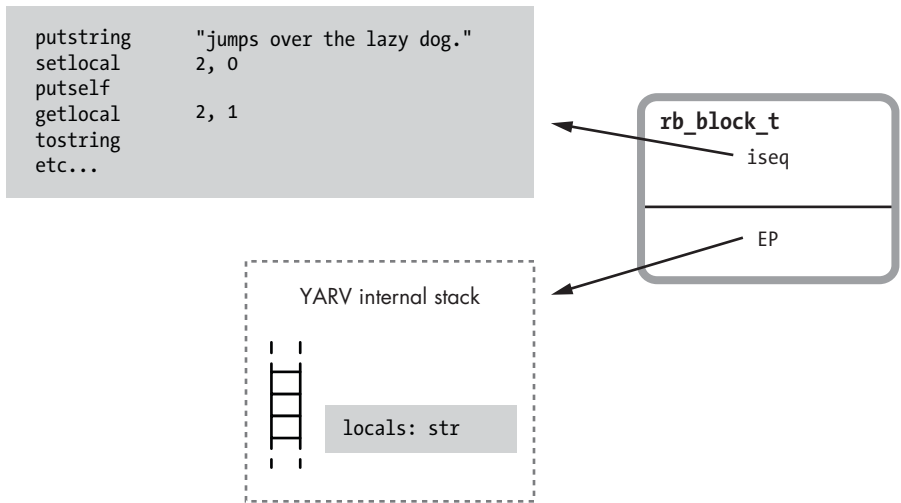 putstring "jumps over the lazy dog."
setlocal 2, 0
putself
getlocal 2, 1
tostring
etc...
rb_block_t
iseq
EP
YARV internal stack
locals: str